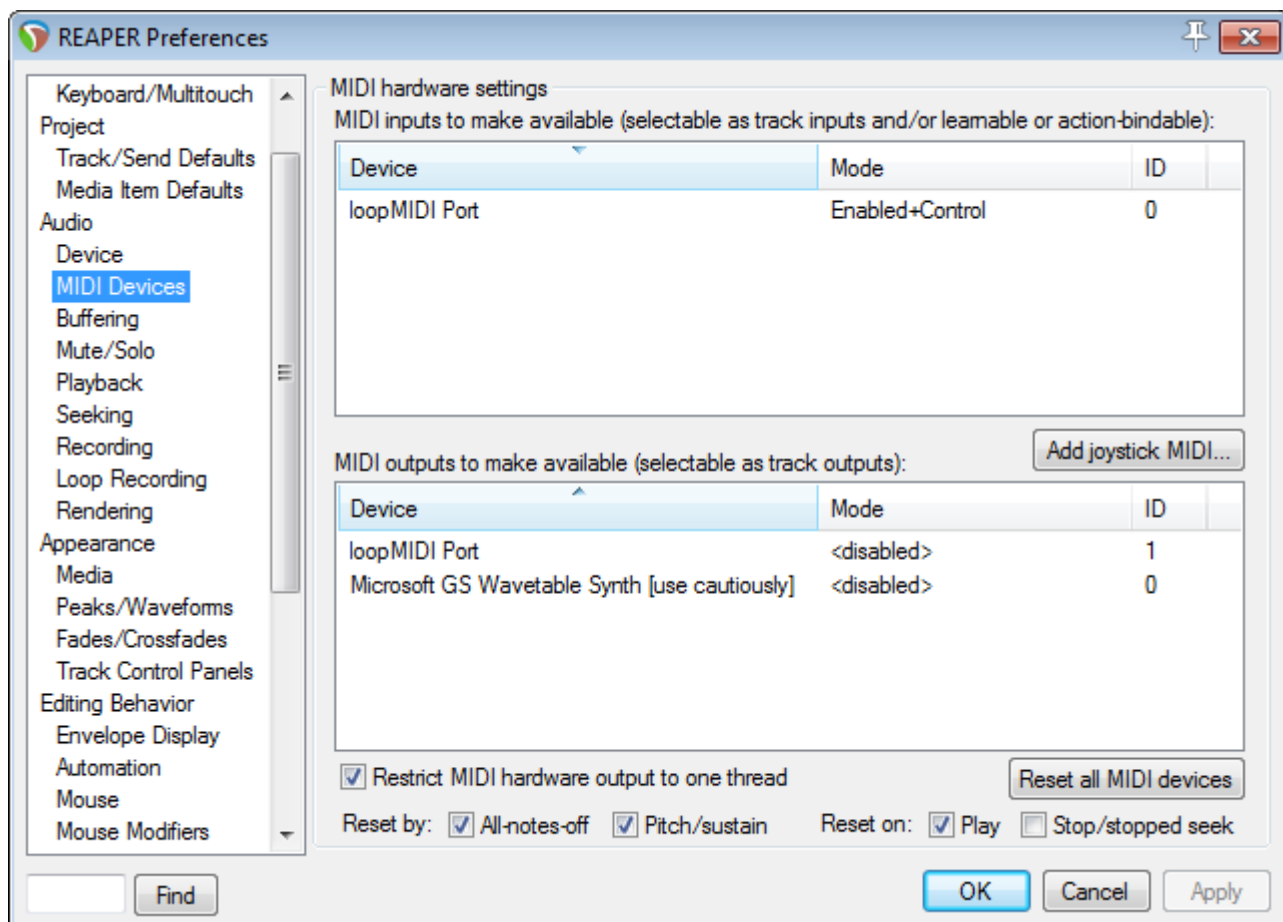 REAPER Preferences
Keyboard/Multitouch
Project
Track/Send Defaults
Media Item Defaults
Audio
Device
MIDI Devices
Buffering
Mute/Solo
Playback
Seeking
Recording
Loop Recording
Rendering
Appearance
Media
Peaks/Waveforms
Fades/Crossfades
Track Control Panels
Editing Behavior
Envelope Display
Automation
Mouse
Mouse Modifiers
Find
MIDI hardware settings
MIDI inputs to make available (selectable as track inputs and/or learnable or action-bindable):
Device Mode ID
loopMIDI Port Enabled+Control 0
Add joystick MIDI...
MIDI outputs to make available (selectable as track outputs):
Device Mode ID
loopMIDI Port <disabled> 1
Microsoft GS Wavetable Synth [use cautiously] <disabled> 0
Restrict MIDI hardware output to one thread Reset all MIDI devices
Reset by: All-notes-off Pitch/sustain Reset on: Play Stop/stopped seek
OK Cancel Apply